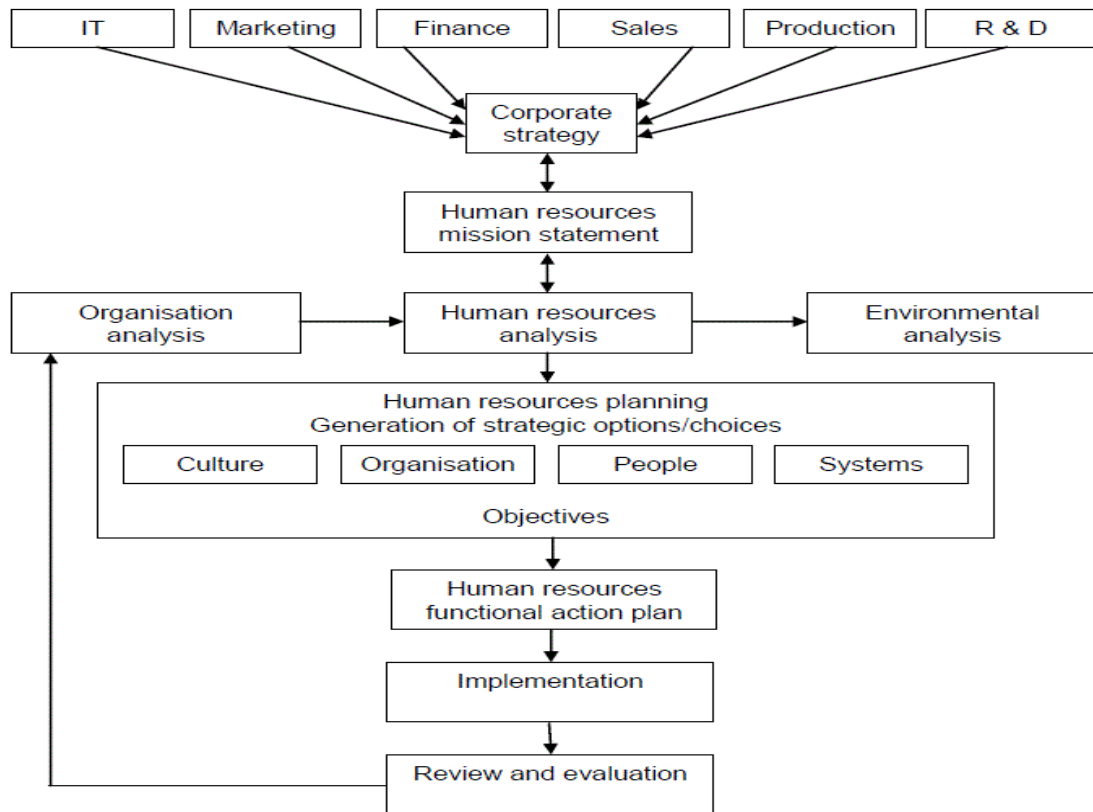 IT
Marketing
Finance
Sales
Production
R & D
Corporate
strategy
Human resources
mission statement
Organisation
analysis
Human resources
analysis
Environmental
analysis
Human resources planning
Generation of strategic options/choices
Culture
Organisation
People
Systems
Objectives
Human resources
functional action plan
Implementation
Review and evaluation